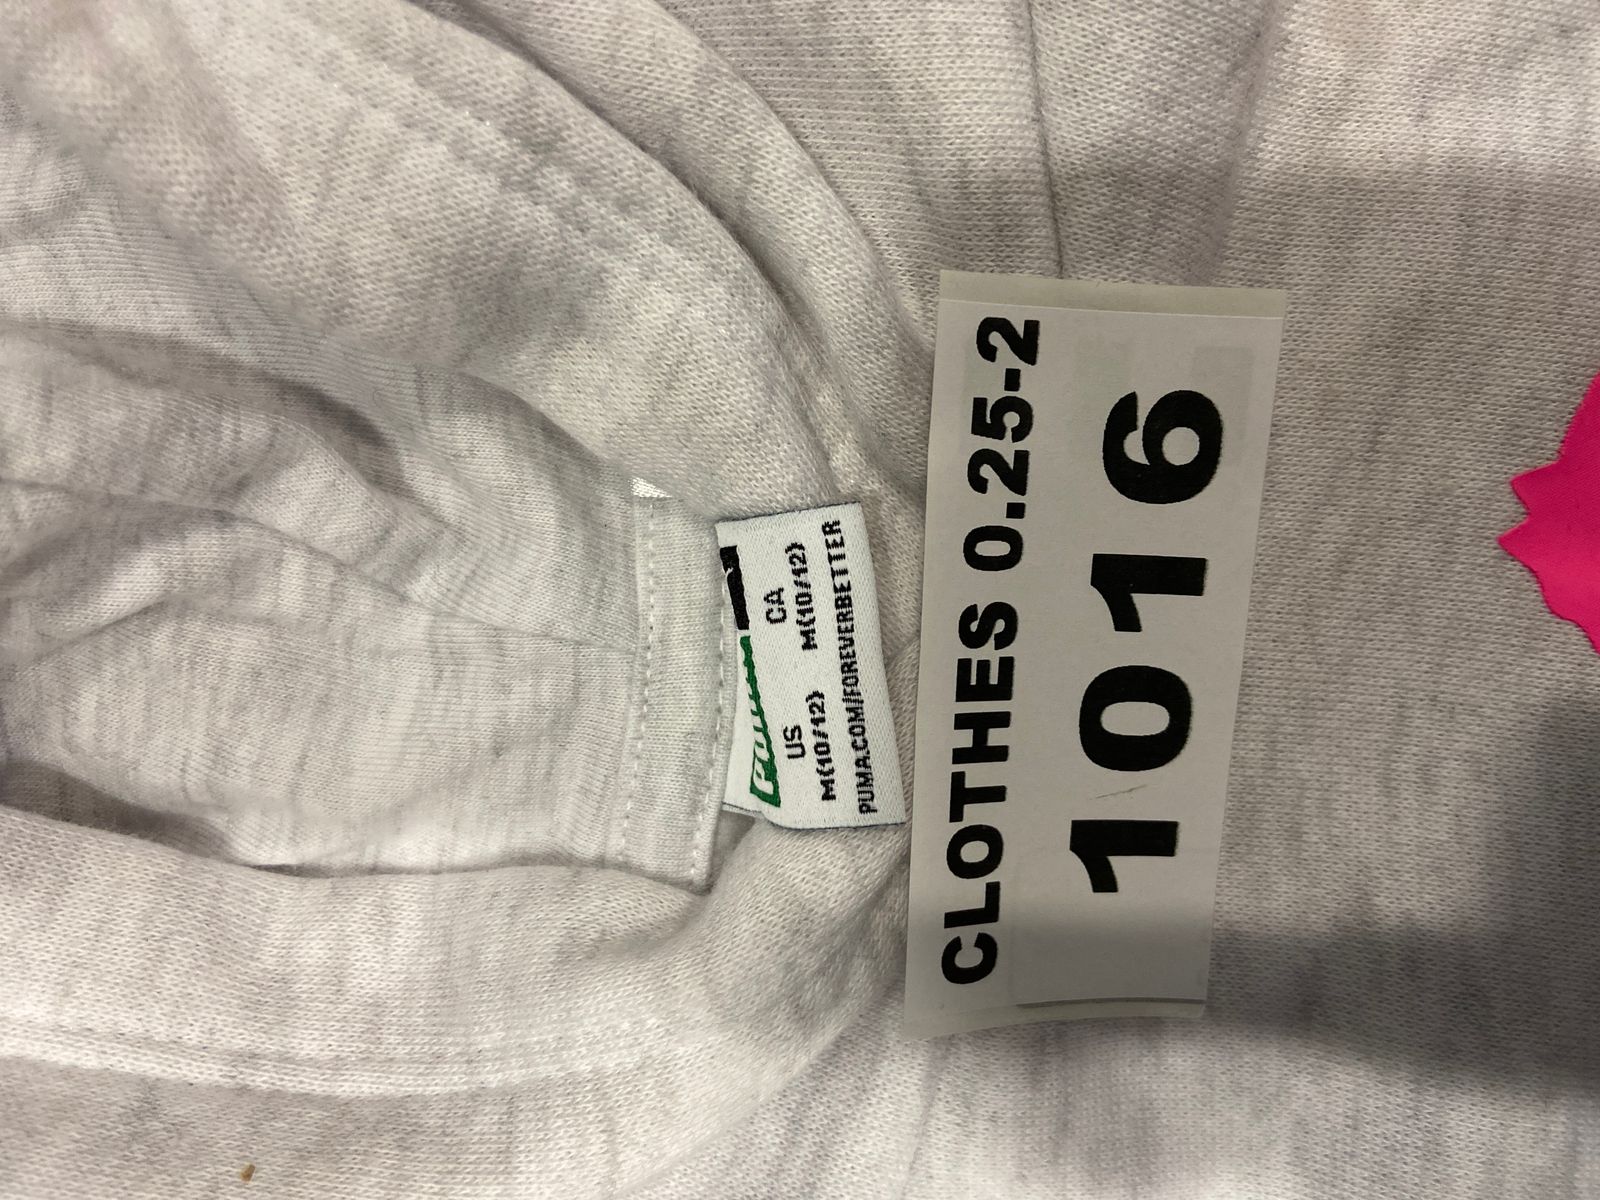 PUMA
US CA
M(10/12) M(10/12)
PUMA.COM/FOREVERBETTER
CLOTHES 0.25-2
1016